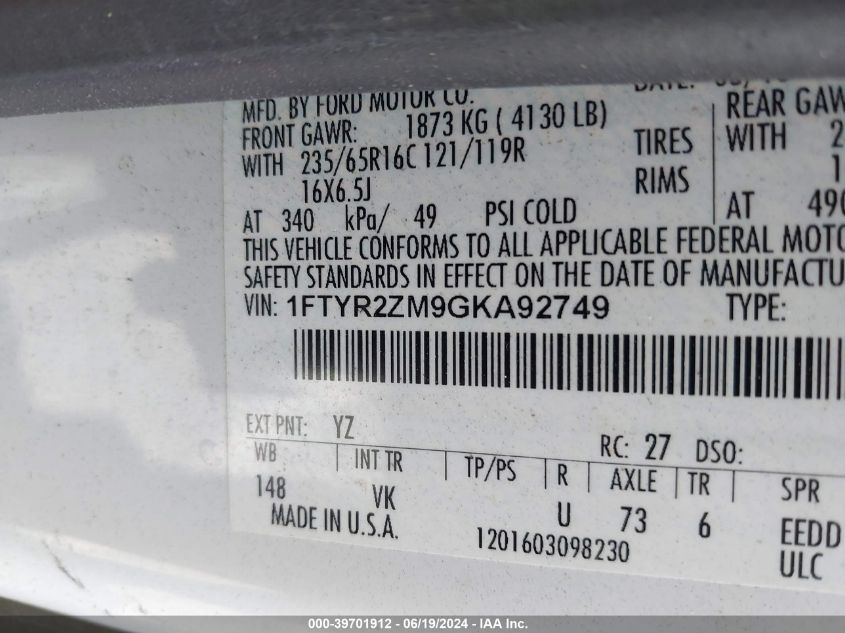 MFD. BY FORD MOTOR CO. DATE:
FRONT GAWR: 1873 KG ( 4130 LB) REAR GAW
WITH 235/65R16C 121/119R TIRES WITH 2
16X6.5J RIMS 1
AT 340 kPa/ 49 PSI COLD AT 490
THIS VEHICLE CONFORMS TO ALL APPLICABLE FEDERAL MOTO
SAFETY STANDARDS IN EFFECT ON THE DATE OF MANUFACTU
VIN: 1FTYR2ZM9GKA92749 TYPE:
EXT PNT: YZ RC: 27 DSO:
WB INT TR TP/PS R AXLE TR SPR
148 VK U 73 6 EEDD
MADE IN U.S.A. 1201603098230 ULC
000-39701912 - 06/19/2024 - IAA Inc.